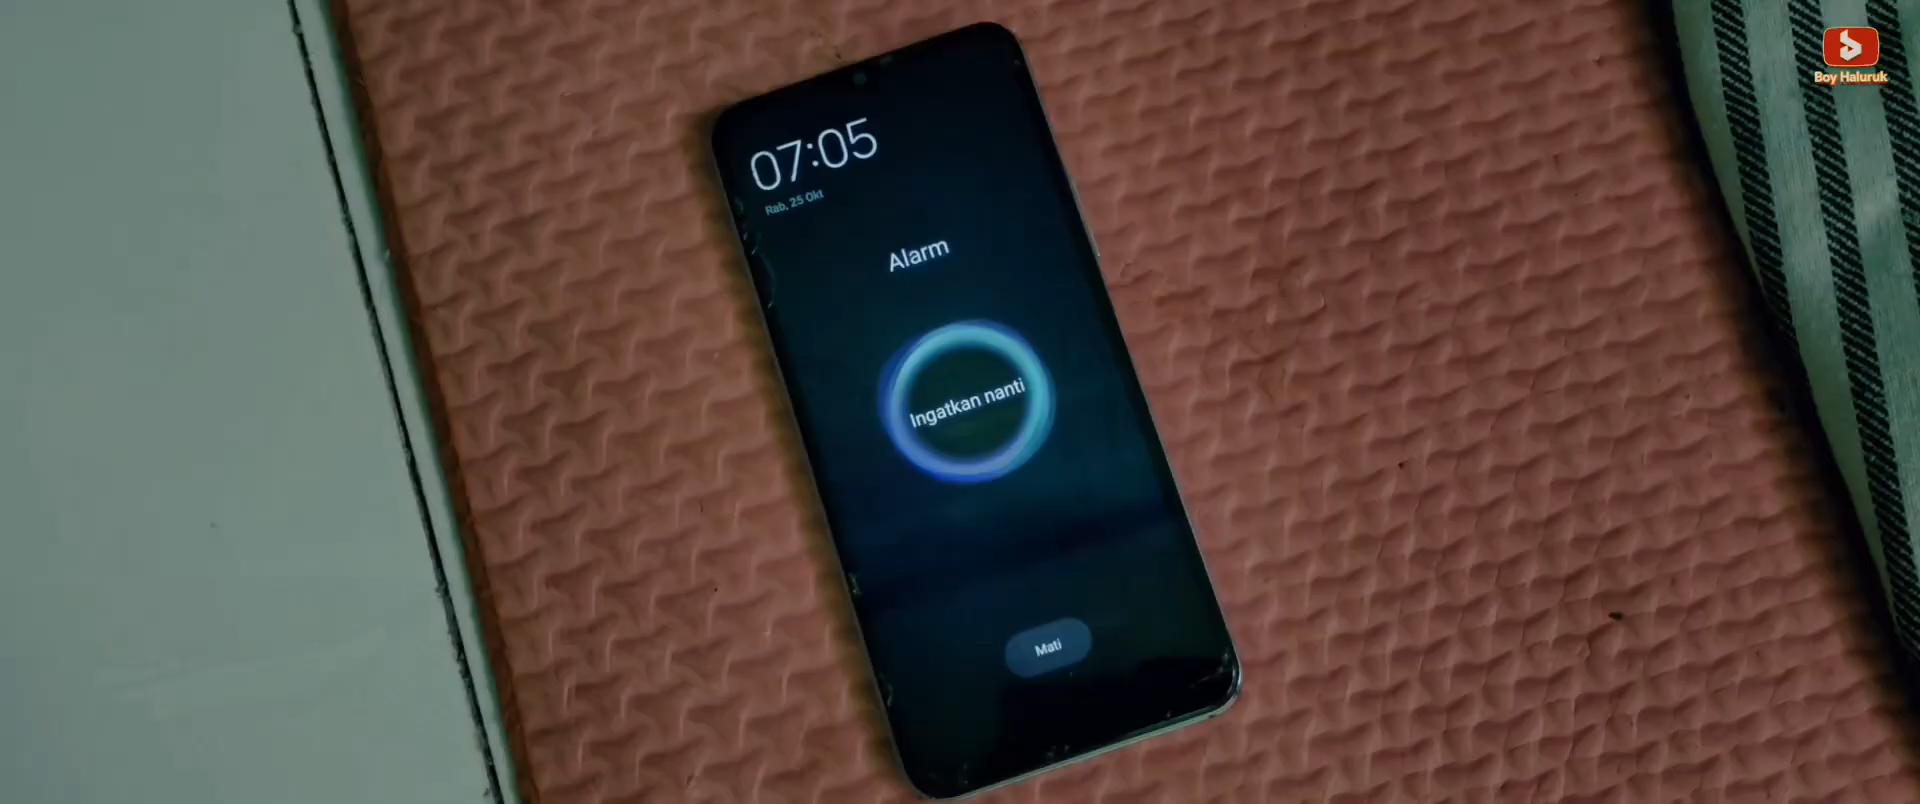 Boy Haluruk
07:05
Rab, 25 Okt
Alarm
Ingatkan nanti
Mati